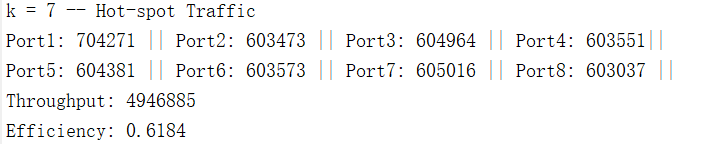 k = 7 -- Hot-spot Traffic
Port1: 704271 || Port2: 603473 || Port3: 604964 || Port4: 603551||
Port5: 604381 || Port6: 603573 || Port7: 605016 || Port8: 603037 ||
Throughput: 4946885
Efficiency: 0.6184